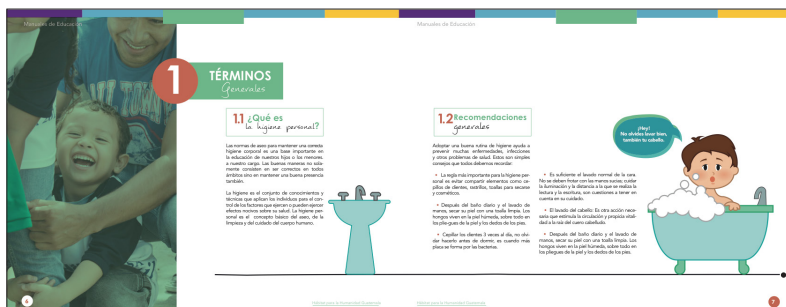 Manuales de Educación
Manuales de Educación
1
TÉRMINOS
Generales
1.1 ¿Qué es
la higiene personal?
Las normas de aseo para mantener una correcta
higiene corporal es una base importante en
la educación de nuestros hijos o los menores,
a nuestro cargo. Las buenas maneras no sola-
mente consisten en ser correctos en todos
ámbitos sino en mantener una buena presencia
también.
La higiene es el conjunto de conocimientos y
técnicas que aplican los individuos para el con-
trol de los factores que ejercen o pueden ejercer
efectos nocivos sobre su salud. La higiene per-
sonal es el concepto básico del aseo, de la
limpieza y del cuidado del cuerpo humano.
1.2 Recomendaciones
generales
Adoptar una buena rutina de higiene ayuda a
prevenir muchas enfermedades, infecciones
y otros problemas de salud. Estos son simples
consejos que todos debemos recordar:
• La regla más importante para la higiene per-
sonal es evitar compartir elementos como ce-
pillos de dientes, rastrillos, toallas para secarse
y cosméticos.
• Después del baño diario y el lavado de
manos, secar su piel con una toalla limpia. Los
hongos viven en la piel húmeda, sobre todo en
los plie-gues de la piel y los dedos de los pies.
• Cepillar los dientes 3 veces al día, no olvi-
dar hacerlo antes de dormir, es cuando más
placa se forma por las bacterias.
• Es suficiente el lavado normal de la cara.
No se deben frotar con las manos sucias; cuidar
la iluminación y la distancia a la que se realiza la
lectura y la escritura, son cuestiones a tener en
cuenta en su cuidado.
• El lavado del cabello: Es otra acción nece-
saria que estimula la circulación y propicia vitali-
dad a la raíz del cuero cabelludo.
• Después del baño diario y el lavado de
manos, secar su piel con una toalla limpia. Los
hongos viven en la piel húmeda, sobre todo en
los pliegues de la piel y los dedos de los pies.
¡Hey!
No olvides lavar bien,
también tu cabello.
6
Hábitat para la Humanidad Guatemala
Hábitat para la Humanidad Guatemala
7